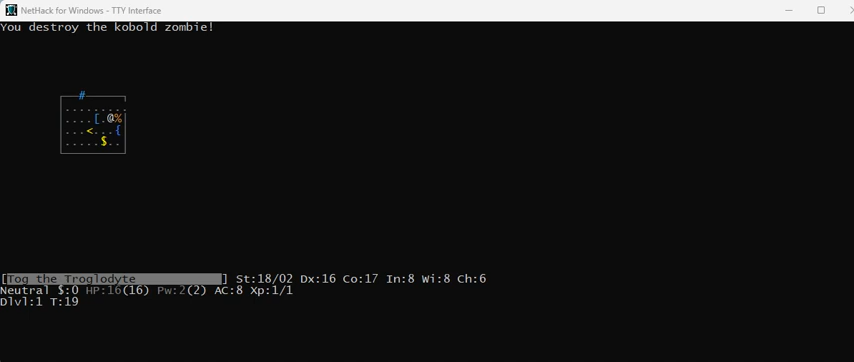 NetHack for Windows - TTY Interface
You destroy the kobold zombie!
#
.........
....[.@%
...<...{
.....$..
[Tog the Troglodyte] St:18/02 Dx:16 Co:17 In:8 Wi:8 Ch:6
Neutral $:0 HP:16(16) Pw:2(2) AC:8 Xp:1/1
Dlvl:1 T:19